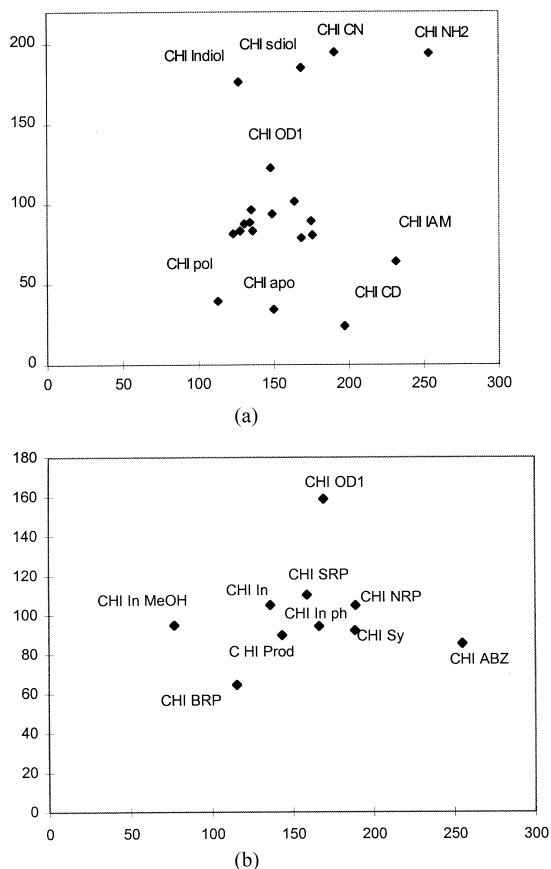 200
150
100
50
0
CHI Indiol
CHI sdiol
CHI CN
CHI NH2
CHI OD1
CHI IAM
CHI pol
CHI apo
CHI CD
0 50 100 150 200 250 300
(a)
180
160
140
120
100
80
60
40
20
0
CHI OD1
CHI SRP
CHI In
CHI In MeOH
CHI NRP
CHI In ph
CHI Sy
C HI Prod
CHI ABZ
CHI BRP
0 50 100 150 200 250 300
(b)